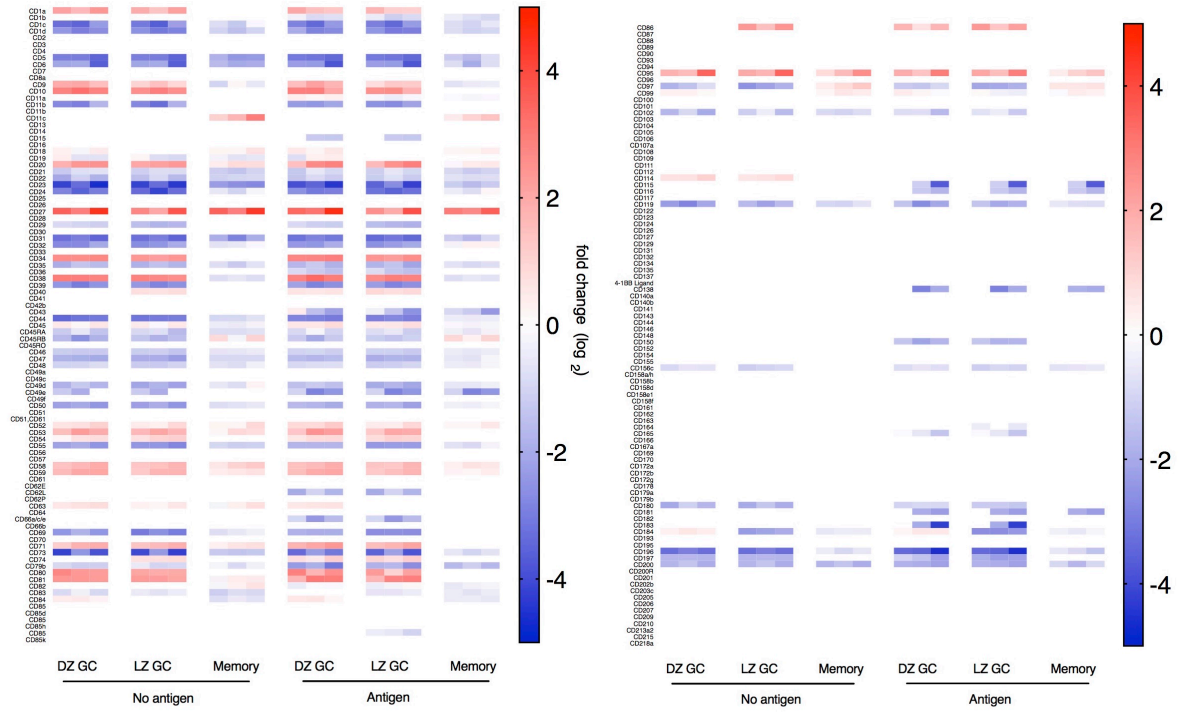 CD1a
CD1b
CD1c
CD1d
CD2
CD3
CD4
CD5
CD6
CD7
CD8a
CD9
CD10
CD11a
CD11b
CD11b
CD11c
CD13
CD14
CD15
CD16
CD18
CD19
CD20
CD21
CD22
CD23
CD24
CD25
CD26
CD27
CD28
CD29
CD30
CD31
CD32
CD33
CD34
CD35
CD36
CD38
CD39
CD40
CD41
CD42b
CD43
CD44
CD45
CD45RA
CD45RB
CD45RO
CD46
CD47
CD48
CD49a
CD49c
CD49d
CD49e
CD49f
CD50
CD51
CD51,CD61
CD52
CD53
CD54
CD55
CD56
CD57
CD58
CD59
CD61
CD62E
CD62L
CD62P
CD63
CD64
CD66a/c/e
CD66b
CD69
CD70
CD71
CD73
CD74
CD79b
CD80
CD81
CD82
CD83
CD84
CD85
CD85d
CD85
CD85h
CD85
CD85k
DZ GC LZ GC Memory DZ GC LZ GC Memory
No antigen Antigen
4
2
0
-2
-4
fold change (log 2)
CD86
CD87
CD88
CD89
CD90
CD93
CD94
CD95
CD96
CD97
CD99
CD100
CD101
CD102
CD103
CD104
CD105
CD106
CD107a
CD108
CD109
CD111
CD112
CD114
CD115
CD116
CD117
CD119
CD122
CD123
CD124
CD126
CD127
CD129
CD131
CD132
CD134
CD135
CD137
4-1BB Ligand
CD138
CD140a
CD140b
CD141
CD143
CD144
CD146
CD148
CD150
CD152
CD154
CD155
CD156c
CD158a/h
CD158b
CD158d
CD158e1
CD158f
CD161
CD162
CD163
CD164
CD165
CD166
CD167a
CD169
CD170
CD172a
CD172b
CD172g
CD178
CD179a
CD179b
CD180
CD181
CD182
CD183
CD184
CD193
CD195
CD196
CD197
CD200
CD200R
CD201
CD202b
CD203c
CD205
CD206
CD207
CD209
CD210
CD213a2
CD215
CD218a
DZ GC LZ GC Memory DZ GC LZ GC Memory
No antigen Antigen
4
2
0
-2
-4